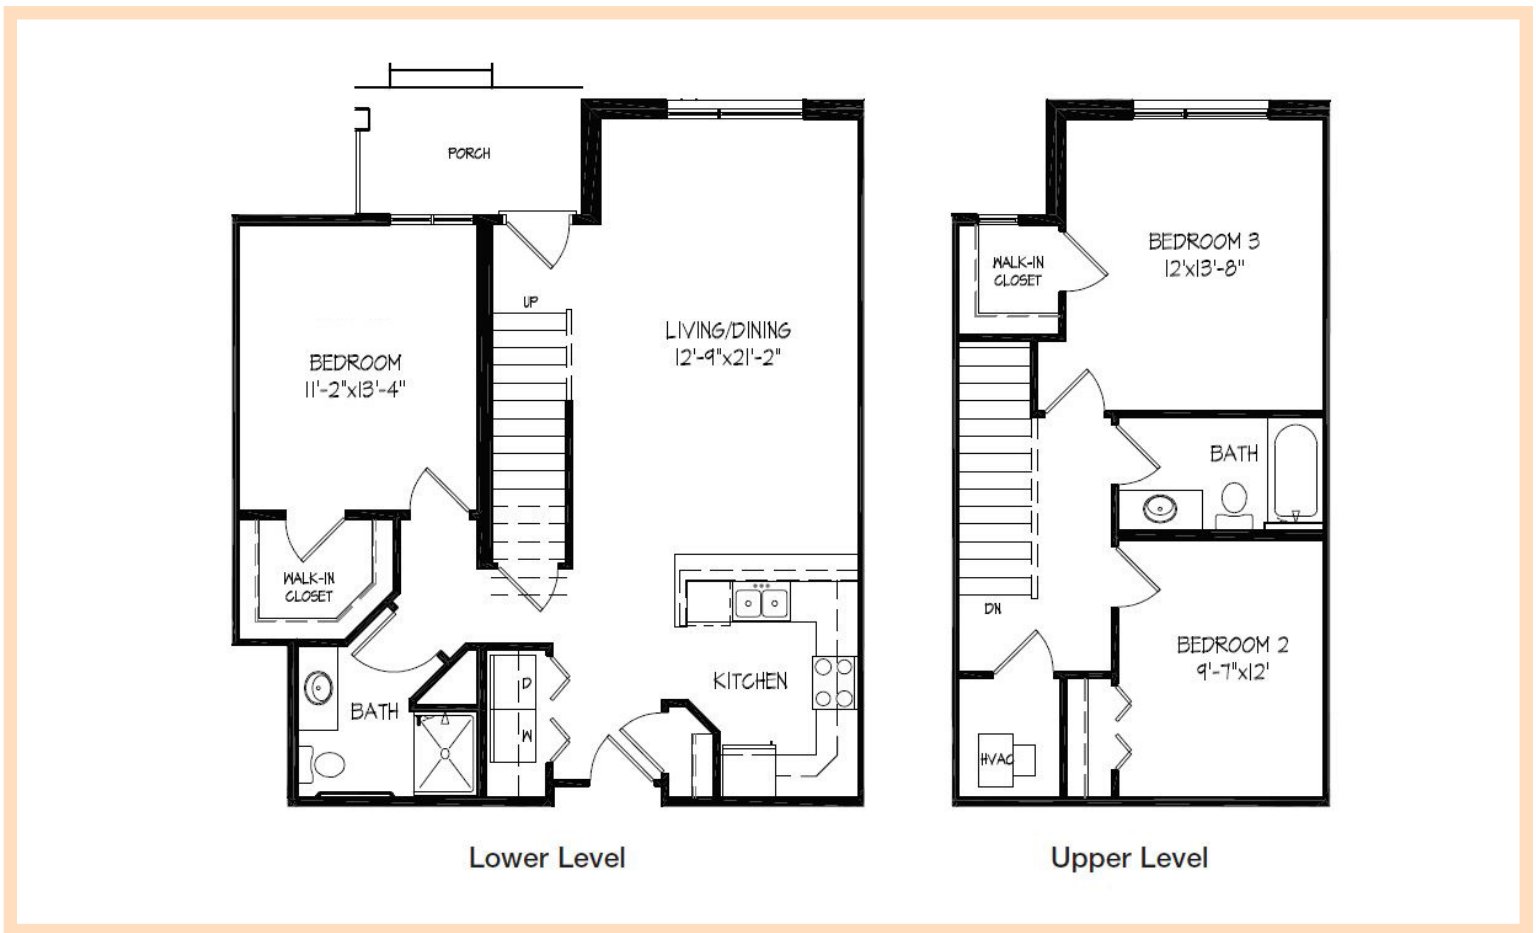 PORCH
UP
LIVING/DINING
12'-9"x21'-2"
BEDROOM
11'-2"x13'-4"
WALK-IN
CLOSET
BATH
D
W
KITCHEN
Lower Level
BEDROOM 3
12'x13'-8"
WALK-IN
CLOSET
BATH
DN
BEDROOM 2
9'-7"x12'
HVAC
Upper Level